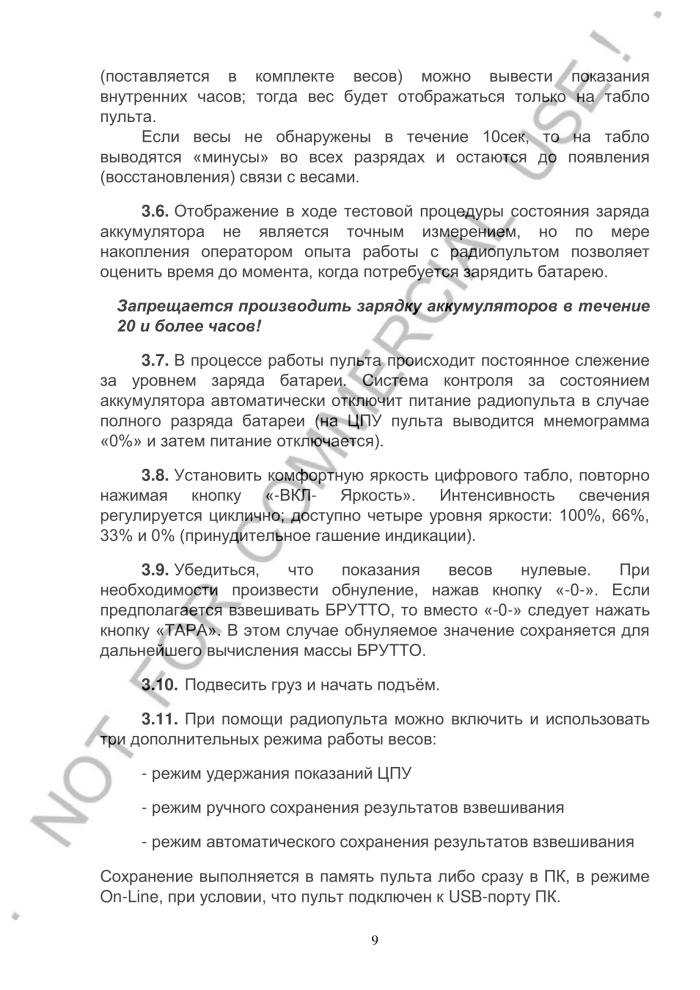 (поставляется в комплекте весов) можно вывести показания
внутренних часов; тогда вес будет отображаться только на табло
пульта.
Если весы не обнаружены в течение 10сек, то на табло
выводятся «минусы» во всех разрядах и остаются до появления
(восстановления) связи с весами.
3.6. Отображение в ходе тестовой процедуры состояния заряда
аккумулятора не является точным измерением, но по мере
накопления оператором опыта работы с радиопультом позволяет
оценить время до момента, когда потребуется зарядить батарею.
Запрещается производить зарядку аккумуляторов в течение
20 и более часов!
3.7. В процессе работы пульта происходит постоянное слежение
за уровнем заряда батареи. Система контроля за состоянием
аккумулятора автоматически отключит питание радиопульта в случае
полного разряда батареи (на ЦПУ пульта выводится мнемограмма
«0%» и затем питание отключается).
3.8. Установить комфортную яркость цифрового табло, повторно
нажимая кнопку «-ВКЛ- Яркость». Интенсивность свечения
регулируется циклично; доступно четыре уровня яркости: 100%, 66%,
33% и 0% (принудительное гашение индикации).
3.9. Убедиться, что показания весов нулевые. При
необходимости произвести обнуление, нажав кнопку «-0-». Если
предполагается взвешивать БРУТТО, то вместо «-0-» следует нажать
кнопку «ТАРА». В этом случае обнуляемое значение сохраняется для
дальнейшего вычисления массы БРУТТО.
3.10. Подвесить груз и начать подъём.
3.11. При помощи радиопульта можно включить и использовать
три дополнительных режима работы весов:
- режим удержания показаний ЦПУ
- режим ручного сохранения результатов взвешивания
- режим автоматического сохранения результатов взвешивания
Сохранение выполняется в память пульта либо сразу в ПК, в режиме
On-Line, при условии, что пульт подключен к USB-порту ПК.
9
NOT FOR COMMERCIAL USE !